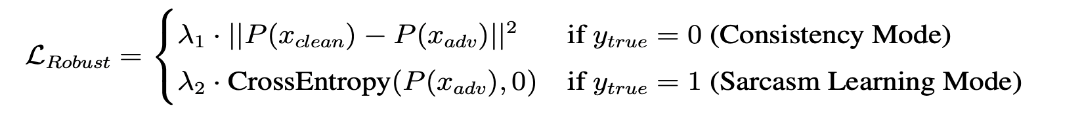 λ₁ · ||P(x_clean) − P(x_adv)||² if y_true = 0 (Consistency Mode)
ℒ_Robust = {
λ₂ · CrossEntropy(P(x_adv), 0) if y_true = 1 (Sarcasm Learning Mode)